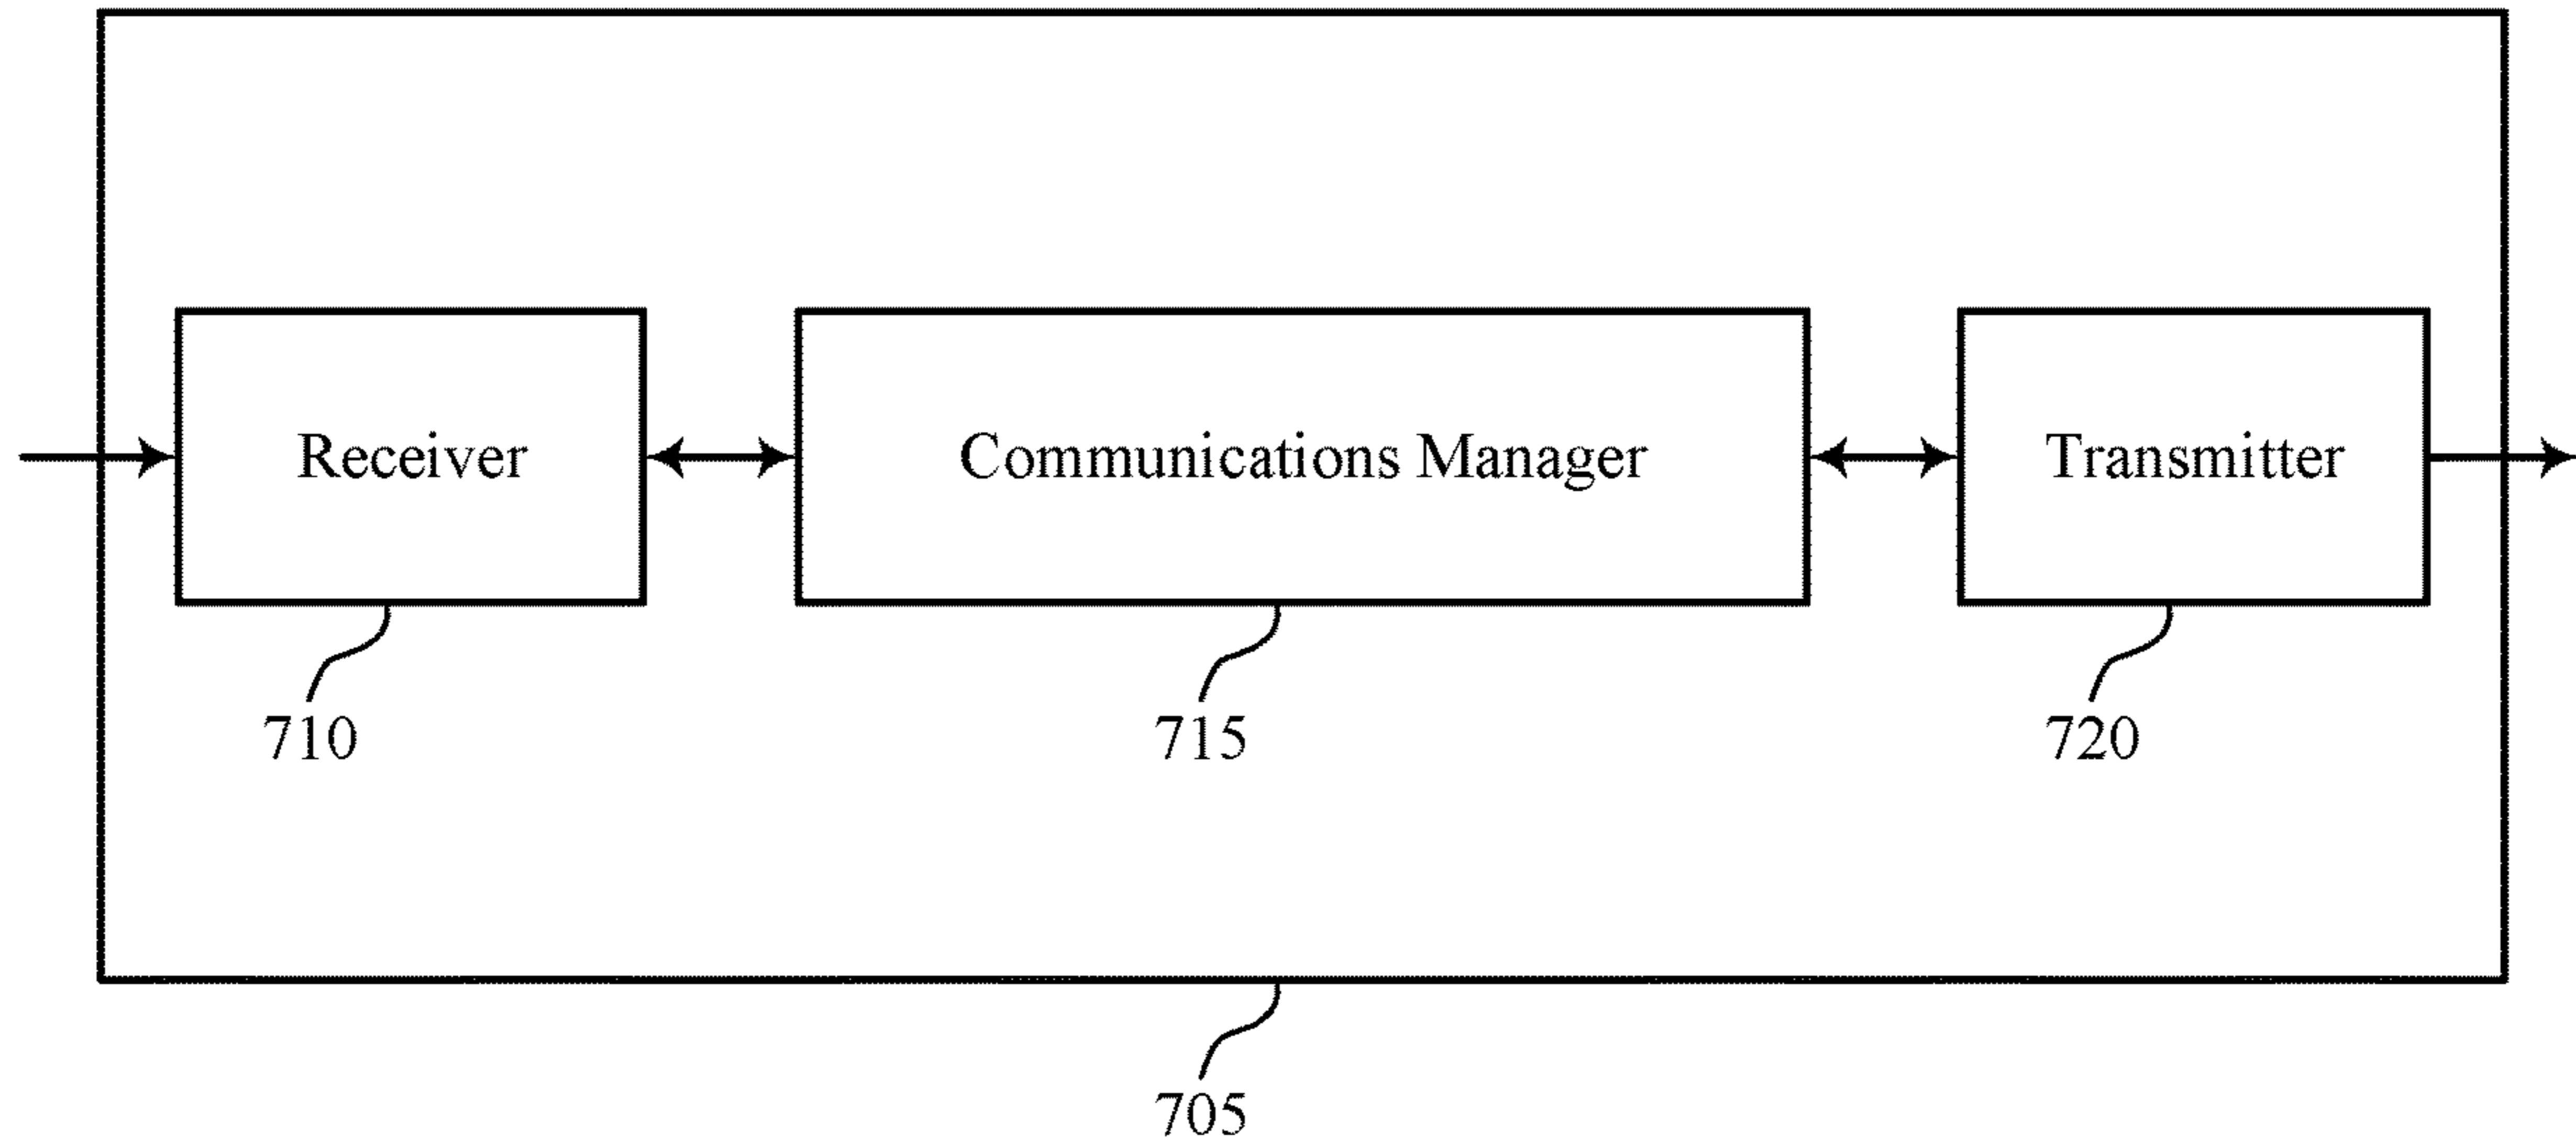 Receiver
Communications Manager
Transmitter
710
715
720
705